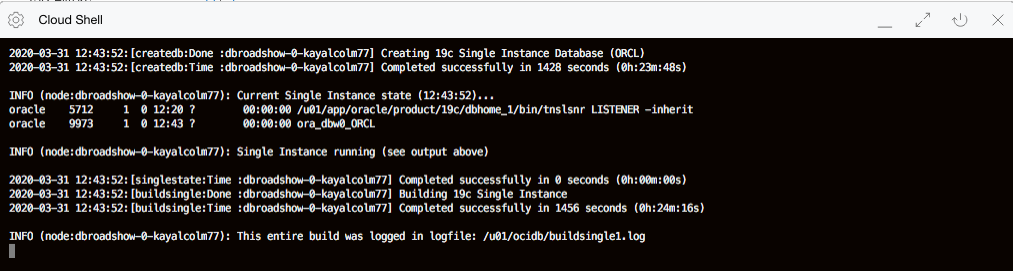 Cloud Shell
2020-03-31 12:43:52:[createdb:Done :dbroadshow-0-kayalcolm77] Creating 19c Single Instance Database (ORCL)
2020-03-31 12:43:52:[createdb:Time :dbroadshow-0-kayalcolm77] Completed successfully in 1428 seconds (0h:23m:48s)
INFO (node:dbroadshow-0-kayalcolm77): Current Single Instance state (12:43:52)...
oracle    5712     1  0 12:20 ?        00:00:00 /u01/app/oracle/product/19c/dbhome_1/bin/tnslsnr LISTENER -inherit
oracle    9973     1  0 12:43 ?        00:00:00 ora_dbw0_ORCL
INFO (node:dbroadshow-0-kayalcolm77): Single Instance running (see output above)
2020-03-31 12:43:52:[singlestate:Time :dbroadshow-0-kayalcolm77] Completed successfully in 0 seconds (0h:00m:00s)
2020-03-31 12:43:52:[buildsingle:Done :dbroadshow-0-kayalcolm77] Building 19c Single Instance
2020-03-31 12:43:52:[buildsingle:Time :dbroadshow-0-kayalcolm77] Completed successfully in 1456 seconds (0h:24m:16s)
INFO (node:dbroadshow-0-kayalcolm77): This entire build was logged in logfile: /u01/ocidb/buildsingle1.log